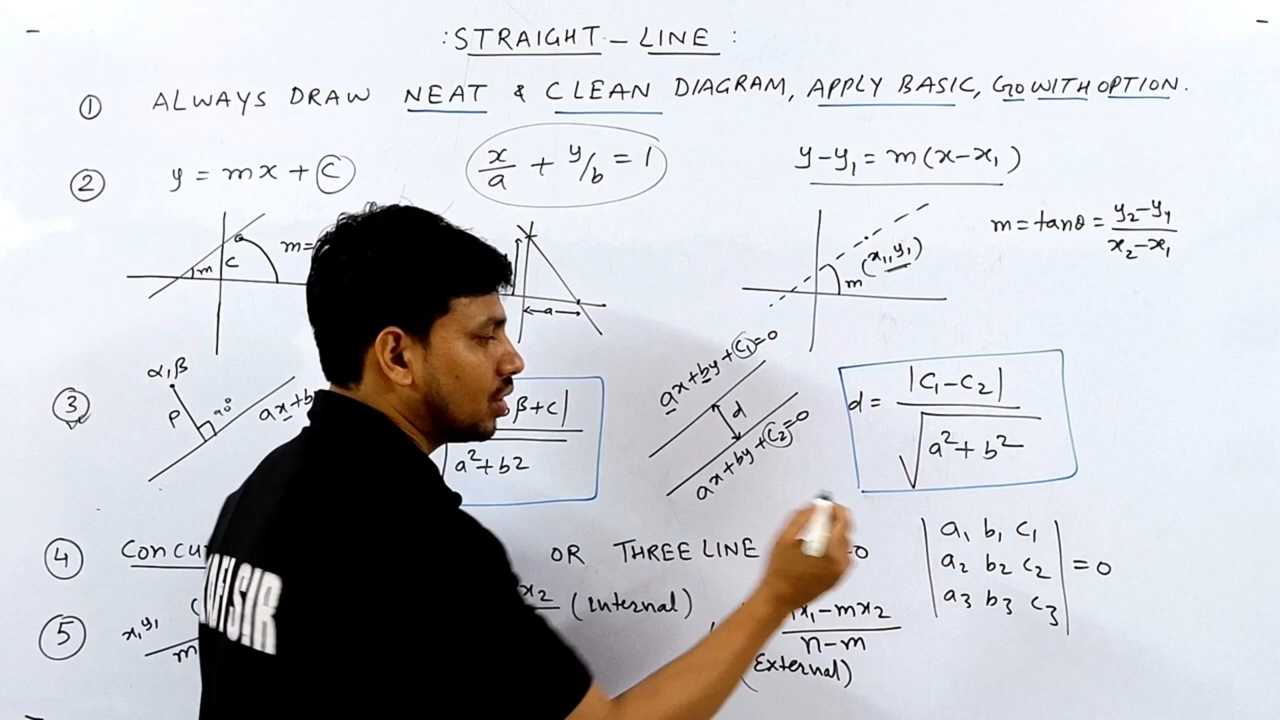 : STRAIGHT - LINE :
① ALWAYS DRAW NEAT & CLEAN DIAGRAM, APPLY BASIC, GO WITH OPTION.
② y = mx + C
x/a + y/b = 1
y-y₁ = m(x-x₁)
m = tanθ = y₂-y₁ / x₂-x₁
m C m=
a
m (x₁,y₁)
③ α,β
P 90°
β+c|
a²+b²
ax+by+C₁=0
d
ax+by+C₂=0
d = |C₁-C₂| / √a²+b²
④ OR THREE LINE
a₁ b₁ c₁
a₂ b₂ c₂ = 0
a₃ b₃ c₃
⑤ x₁y₁
m
x₂ (internal)
x₁-mx₂
n-m
(External)